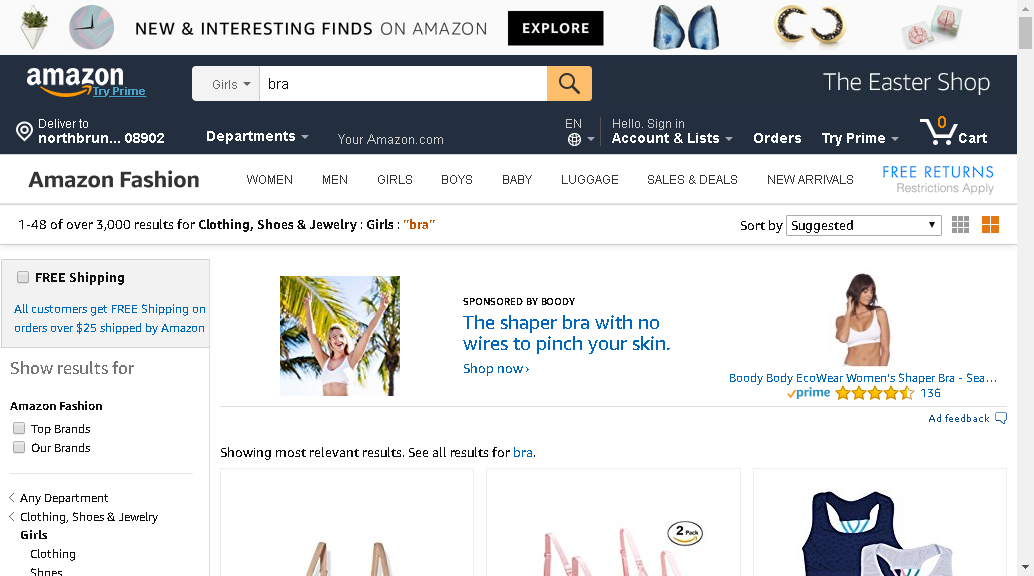 NEW & INTERESTING FINDS ON AMAZON EXPLORE
amazon
Try Prime
Girls
bra
The Easter Shop
Deliver to
northbrun... 08902
Departments
Your Amazon.com
EN
Hello. Sign in
Account & Lists
Orders
Try Prime
0
Cart
Amazon Fashion
WOMEN
MEN
GIRLS
BOYS
BABY
LUGGAGE
SALES & DEALS
NEW ARRIVALS
FREE RETURNS
Restrictions Apply
1-48 of over 3,000 results for Clothing, Shoes & Jewelry : Girls : "bra"
Sort by Suggested
FREE Shipping
All customers get FREE Shipping on
orders over $25 shipped by Amazon
Show results for
Amazon Fashion
Top Brands
Our Brands
Any Department
Clothing, Shoes & Jewelry
Girls
Clothing
Shoes
SPONSORED BY BOODY
The shaper bra with no
wires to pinch your skin.
Shop now ›
Boody Body EcoWear Women's Shaper Bra - Sea...
prime 136
Ad feedback
Showing most relevant results. See all results for bra.
2 Pack